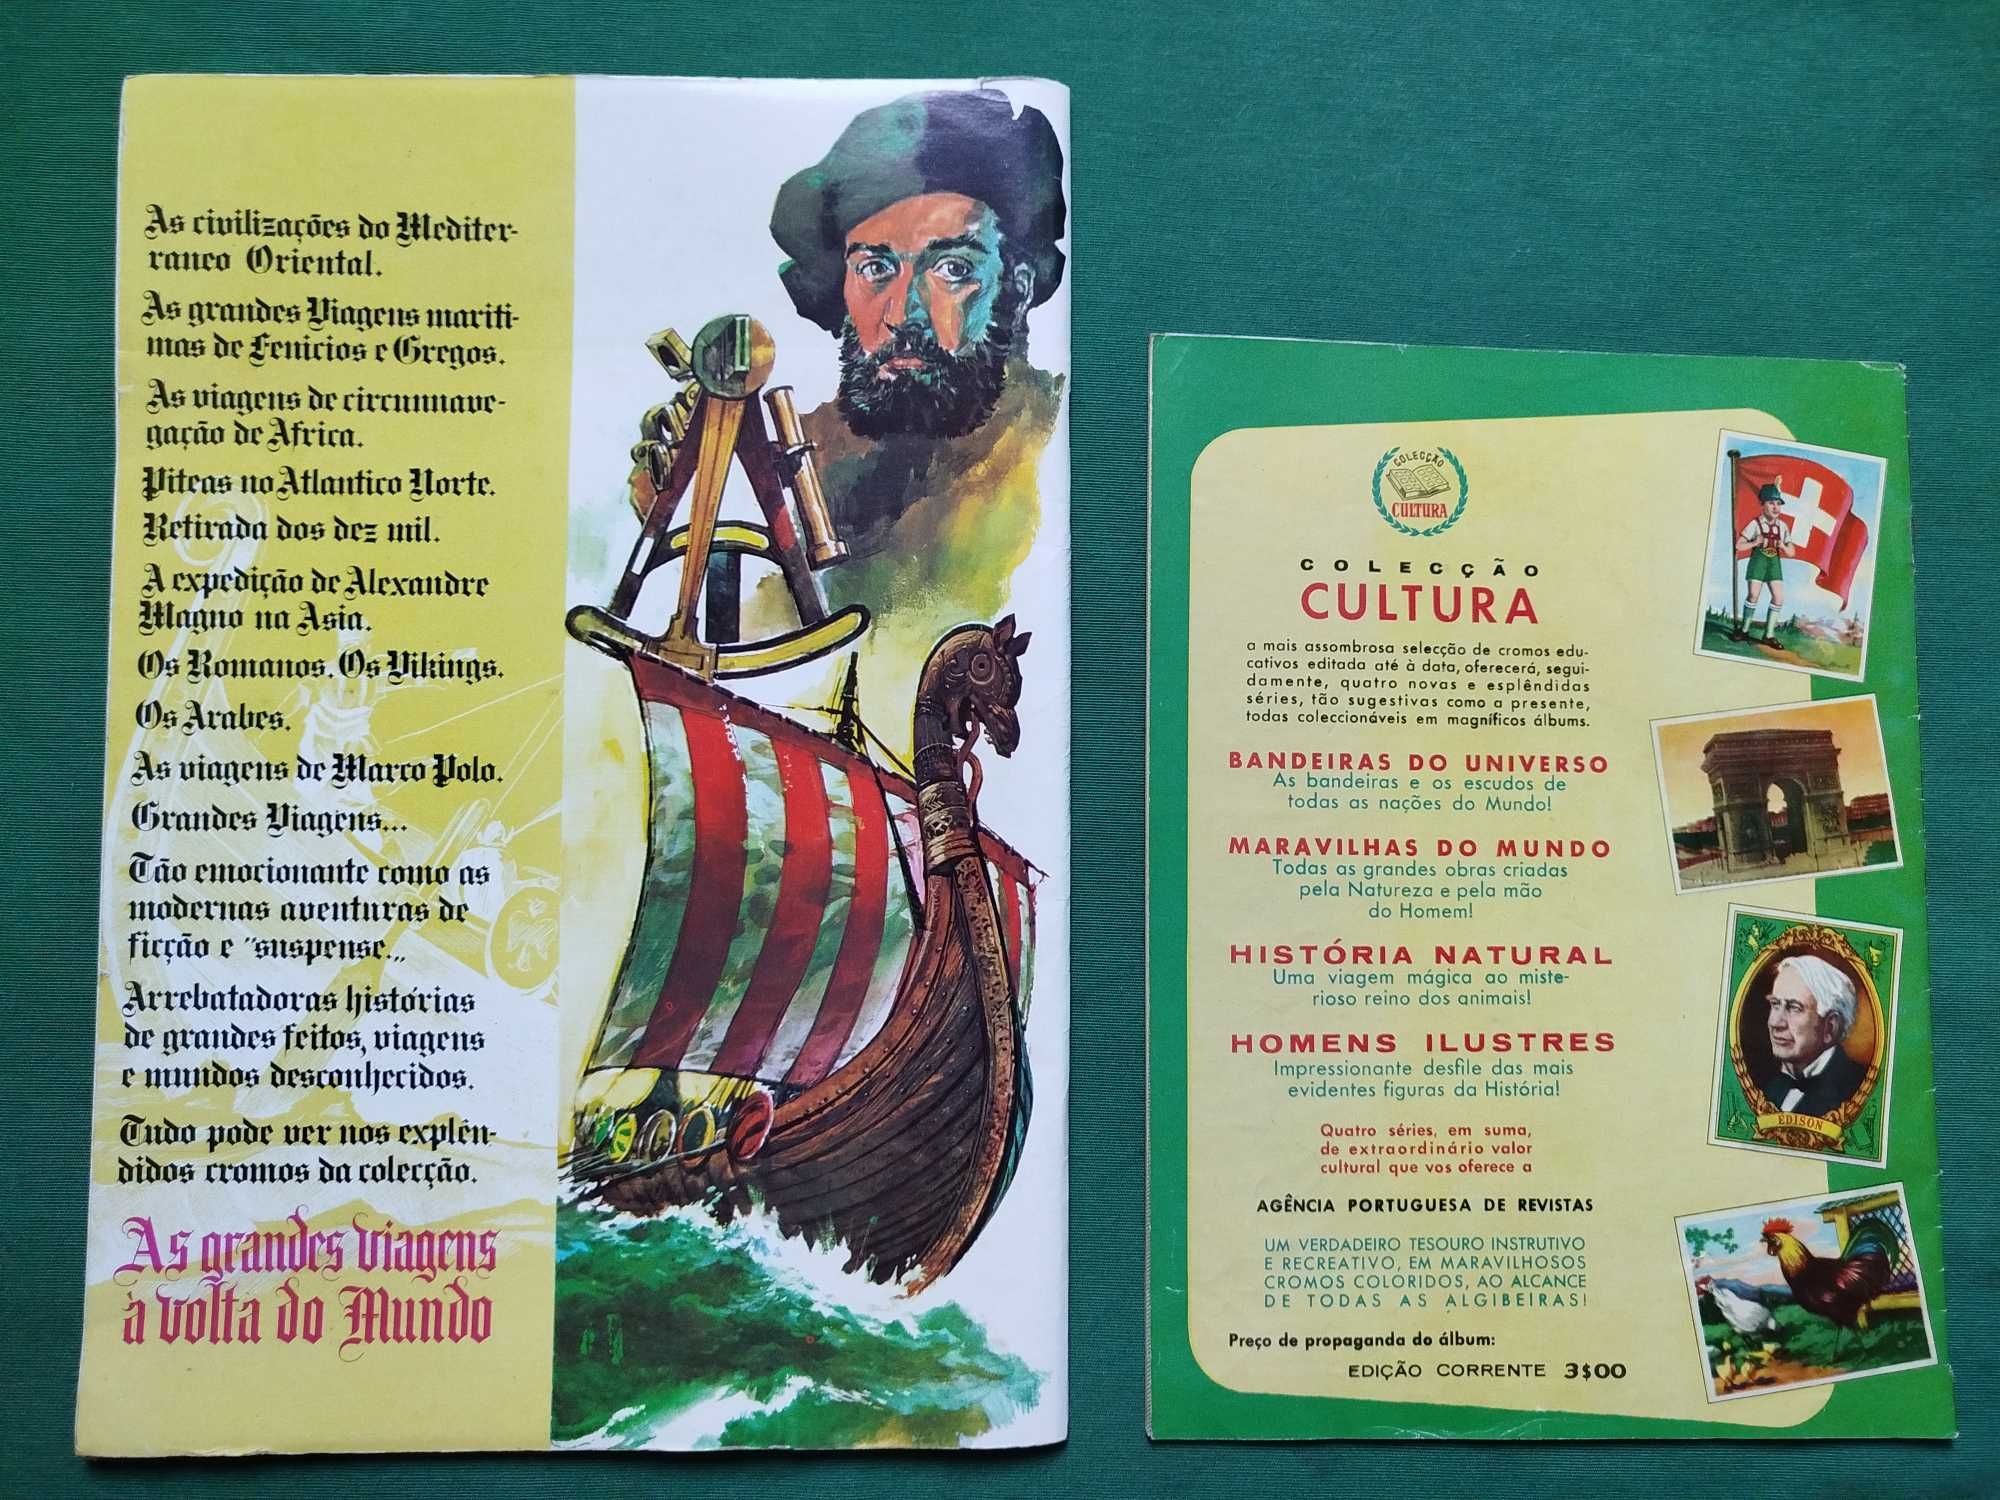 As civilizações do Mediter-
raneo Oriental.
As grandes Viagens mariti-
mas de Fenicios e Gregos.
As viagens de circumnave-
gação de Africa.
Piteas no Atlantico Norte.
Retirada dos dez mil.
A expedição de Alexandre
Magno na Asia.
Os Romanos. Os Vikings.
Os Arabes.
As viagens de Marco Polo.
Grandes Viagens...
Tão emocionante como as
modernas aventuras de
ficção e "suspense...
Arrebatadoras histórias
de grandes feitos, viagens
e mundos desconhecidos.
Tudo pode ver nos explên-
didos cromos da colecção.
As grandes viagens
à volta do Mundo
COLECÇÃO
CULTURA
COLECÇÃO
CULTURA
a mais assombrosa selecção de cromos edu-
cativos editada até à data, oferecerá, segui-
damente, quatro novas e esplêndidas
séries, tão sugestivas como a presente,
todas coleccionáveis em magníficos álbums.
BANDEIRAS DO UNIVERSO
As bandeiras e os escudos de
todas as nações do Mundo!
MARAVILHAS DO MUNDO
Todas as grandes obras criadas
pela Natureza e pela mão
do Homem!
HISTÓRIA NATURAL
Uma viagem mágica ao miste-
rioso reino dos animais!
HOMENS ILUSTRES
Impressionante desfile das mais
evidentes figuras da História!
Quatro séries, em suma,
de extraordinário valor
cultural que vos oferece a
AGÊNCIA PORTUGUESA DE REVISTAS
UM VERDADEIRO TESOURO INSTRUTIVO
E RECREATIVO, EM MARAVILHOSOS
CROMOS COLORIDOS, AO ALCANCE
DE TODAS AS ALGIBEIRAS!
Preço de propaganda do álbum:
EDIÇÃO CORRENTE 3$00
EDISON